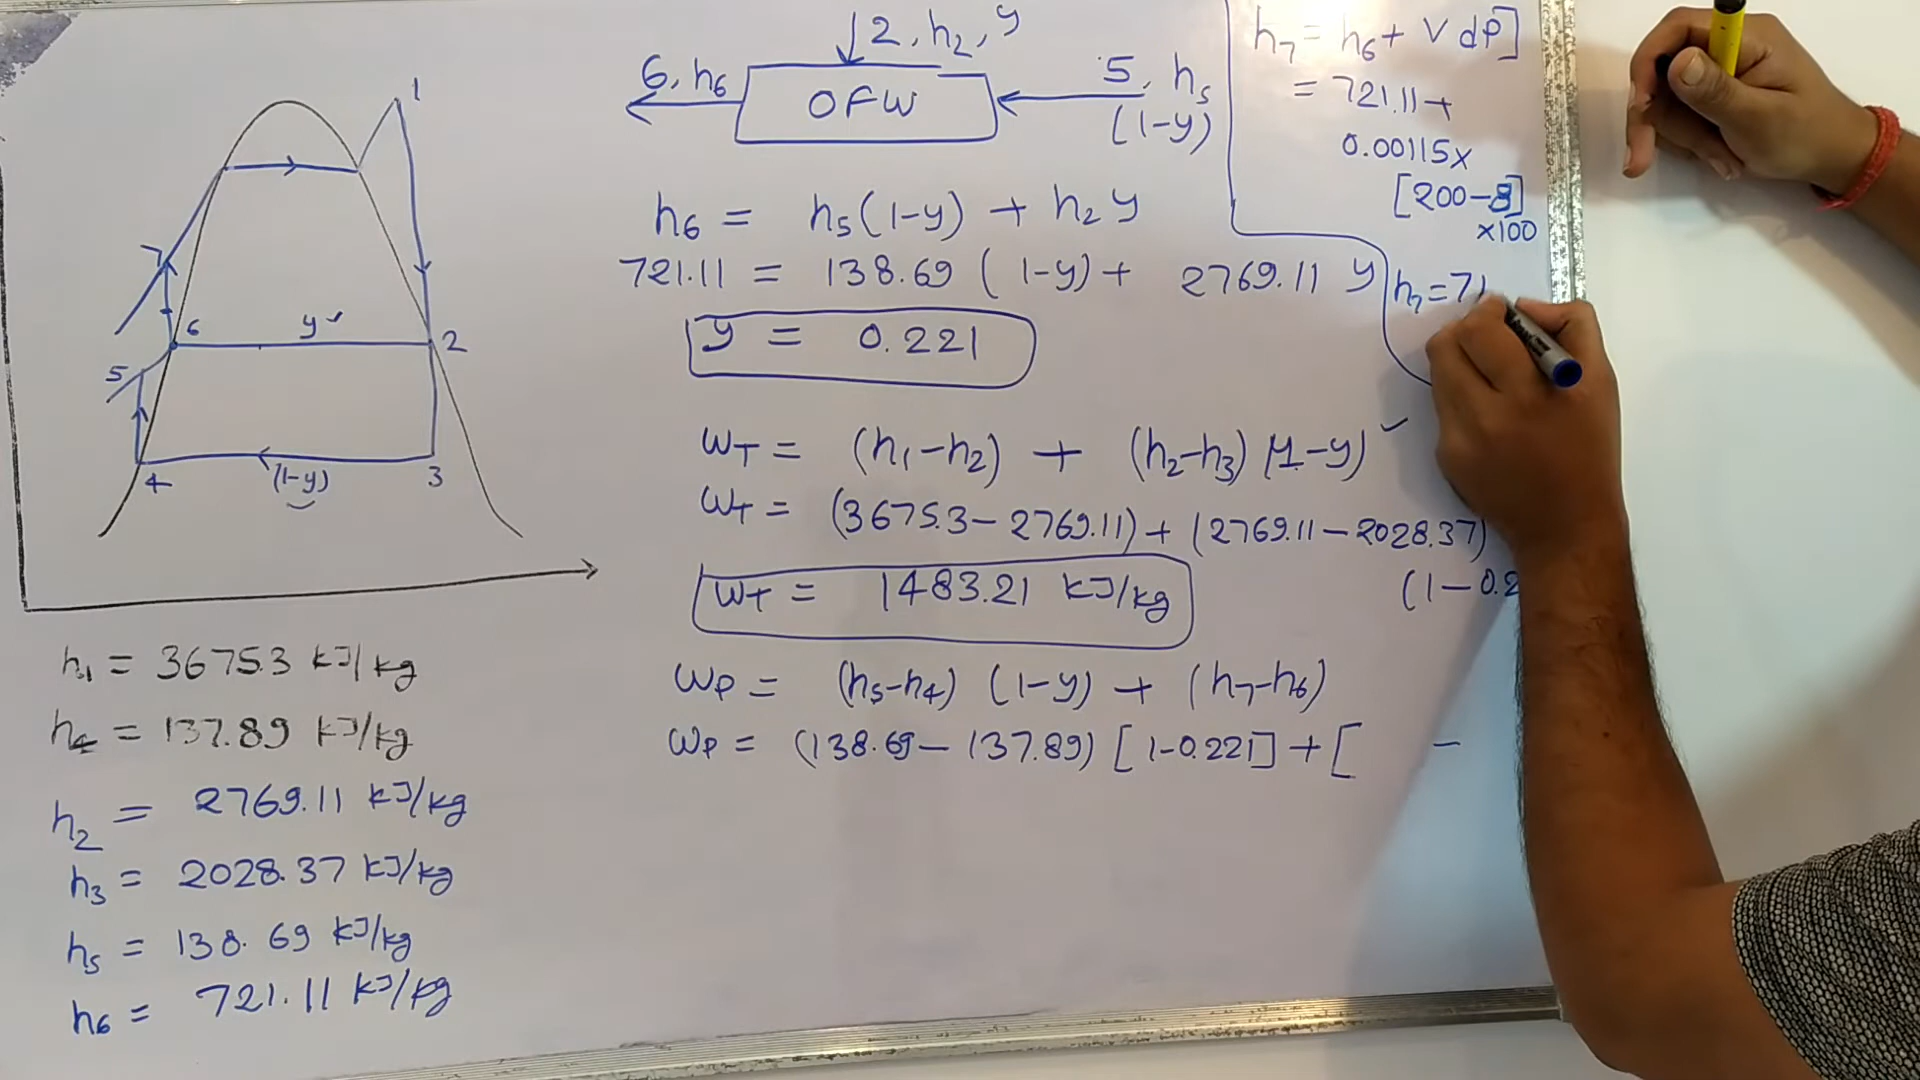 1
7
6
y
2
5
4
(1-y)
3
h₁ = 3675.3 kJ/kg
h₄ = 137.89 kJ/kg
h₂ = 2769.11 kJ/kg
h₃ = 2028.37 kJ/kg
h₅ = 138.69 kJ/kg
h₆ = 721.11 kJ/kg
2, h₂, y
6, h₆
OFW
5, h₅
(1-y)
h₆ = h₅(1-y) + h₂ y
721.11 = 138.69 (1-y) + 2769.11 y
y = 0.221
WT = (h₁-h₂) + (h₂-h₃) (1-y)
WT = (3675.3 - 2769.11) + (2769.11 - 2028.37)
(1 - 0.2
WT = 1483.21 kJ/kg
WP = (h₅-h₄) (1-y) + (h₇-h₆)
WP = (138.69 - 137.89) [1-0.221] + [ -
h₇ = h₆ + v dP]
= 721.11 +
0.00115 x
[200-8]
x100
h₇ =